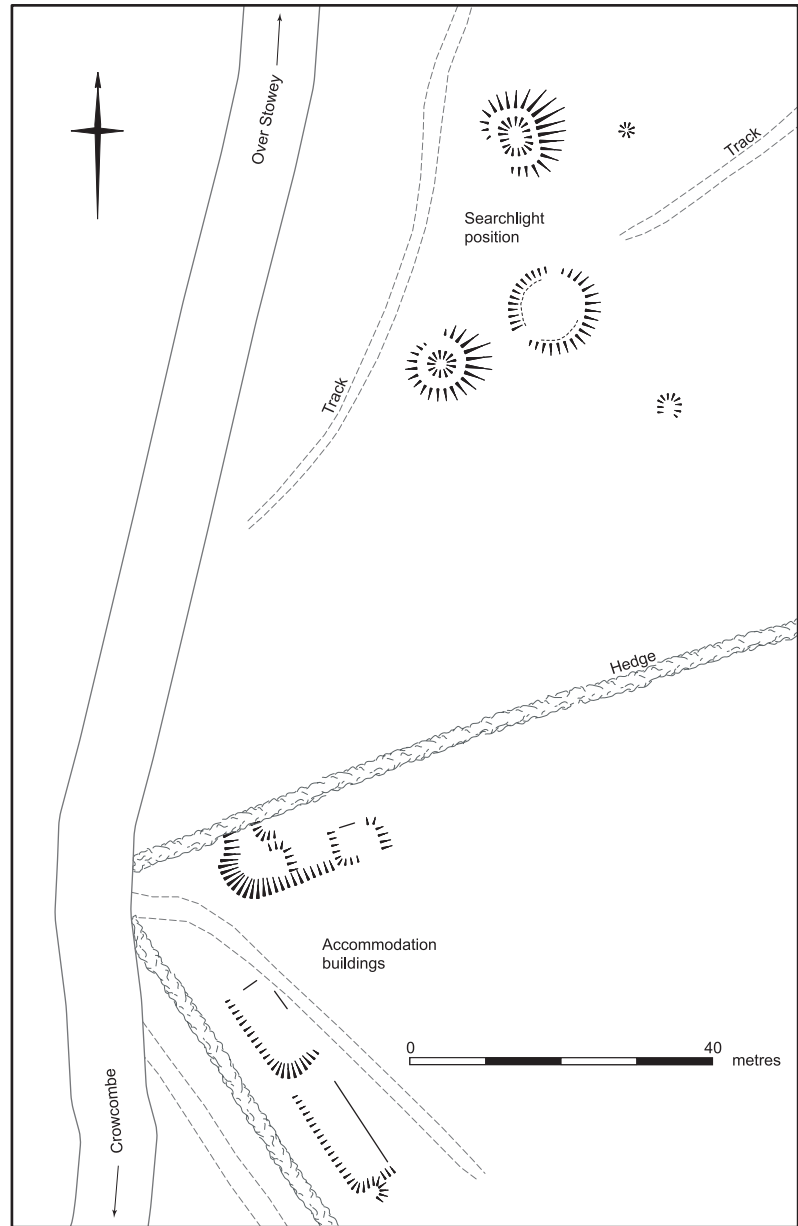 Over Stowey
Track
Searchlight
position
Track
Hedge
Accommodation
buildings
0 40 metres
Crowcombe